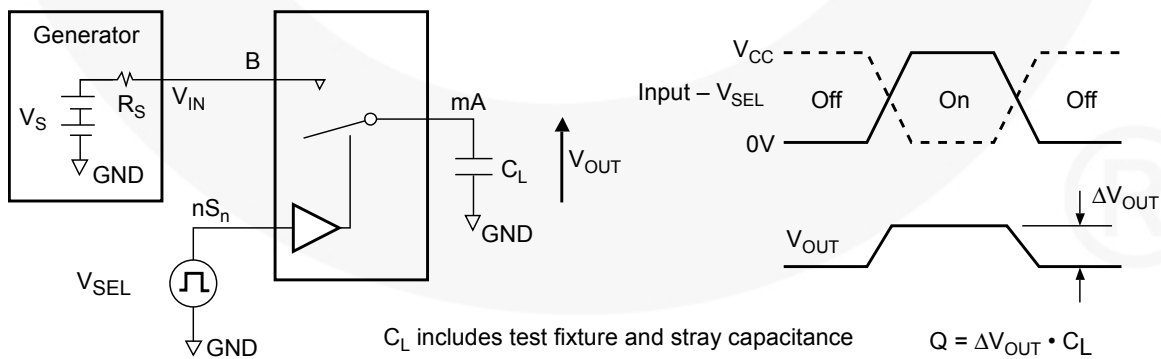 Generator
V_S
R_S
GND
V_IN
B
mA
C_L
GND
V_OUT
nS_n
V_SEL
GND
C_L includes test fixture and stray capacitance
V_CC
Input – V_SEL
Off
On
Off
0V
V_OUT
ΔV_OUT
Q = ΔV_OUT • C_L
®